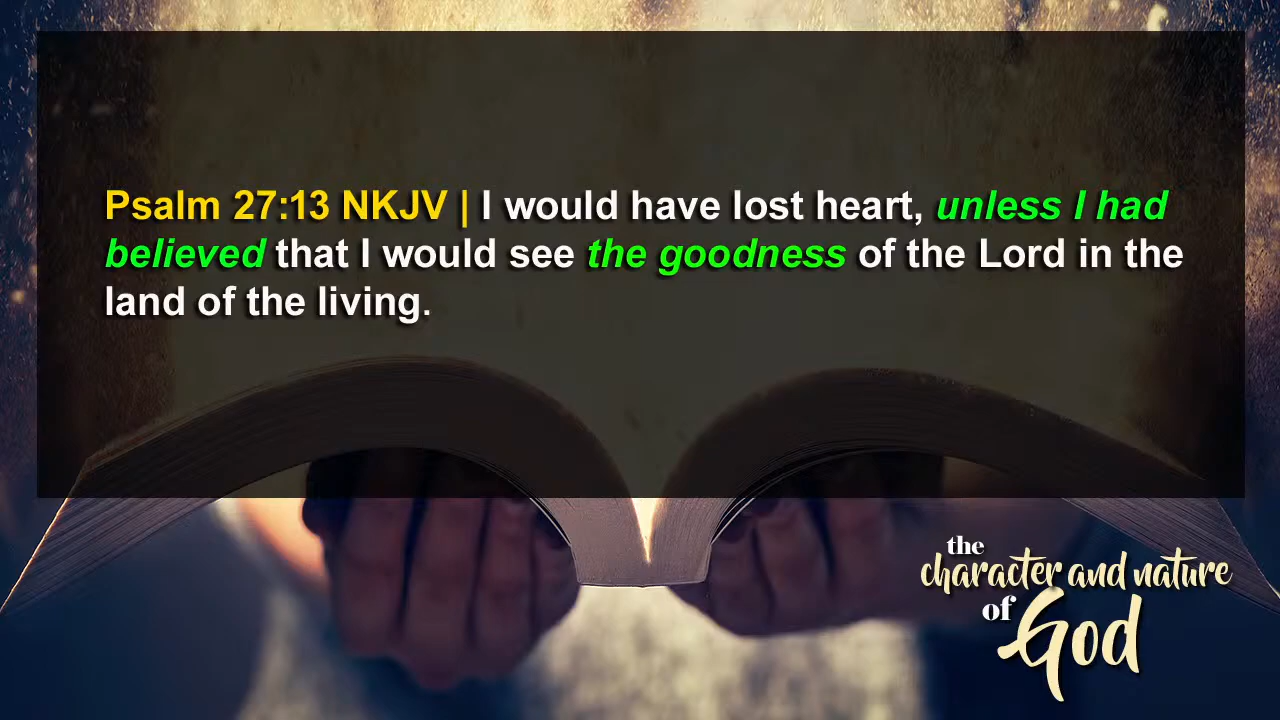 Psalm 27:13 NKJV | I would have lost heart, unless I had
believed that I would see the goodness of the Lord in the
land of the living.
the
character and nature
of God